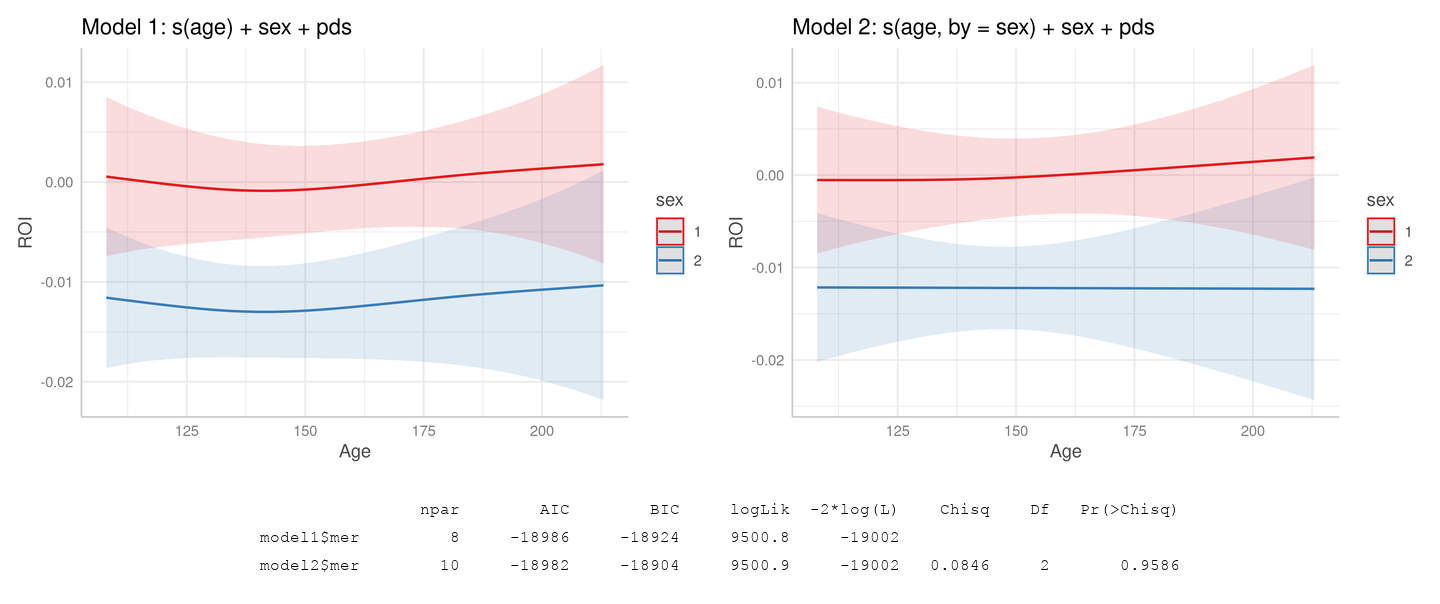 Model 1: s(age) + sex + pds
0.01
0.00
-0.01
-0.02
ROI
125 150 175 200
Age
sex
1
2
Model 2: s(age, by = sex) + sex + pds
0.01
0.00
-0.01
-0.02
ROI
125 150 175 200
Age
sex
1
2
npar AIC BIC logLik -2*log(L) Chisq Df Pr(>Chisq)
model1$mer 8 -18986 -18924 9500.8 -19002
model2$mer 10 -18982 -18904 9500.9 -19002 0.0846 2 0.9586